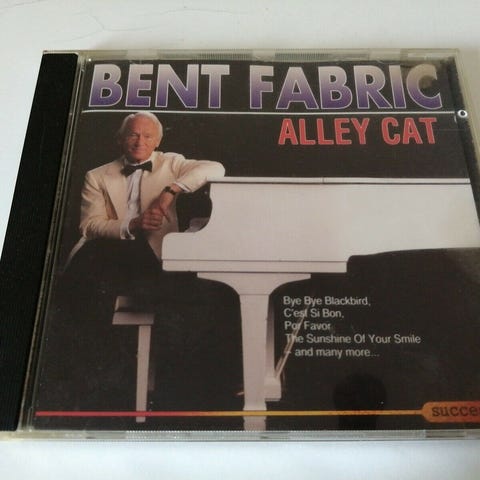 BENT FABRIC
ALLEY CAT
Bye Bye Blackbird,
C'est Si Bon,
Por Favor
The Sunshine Of Your Smile
- and many more...
succes